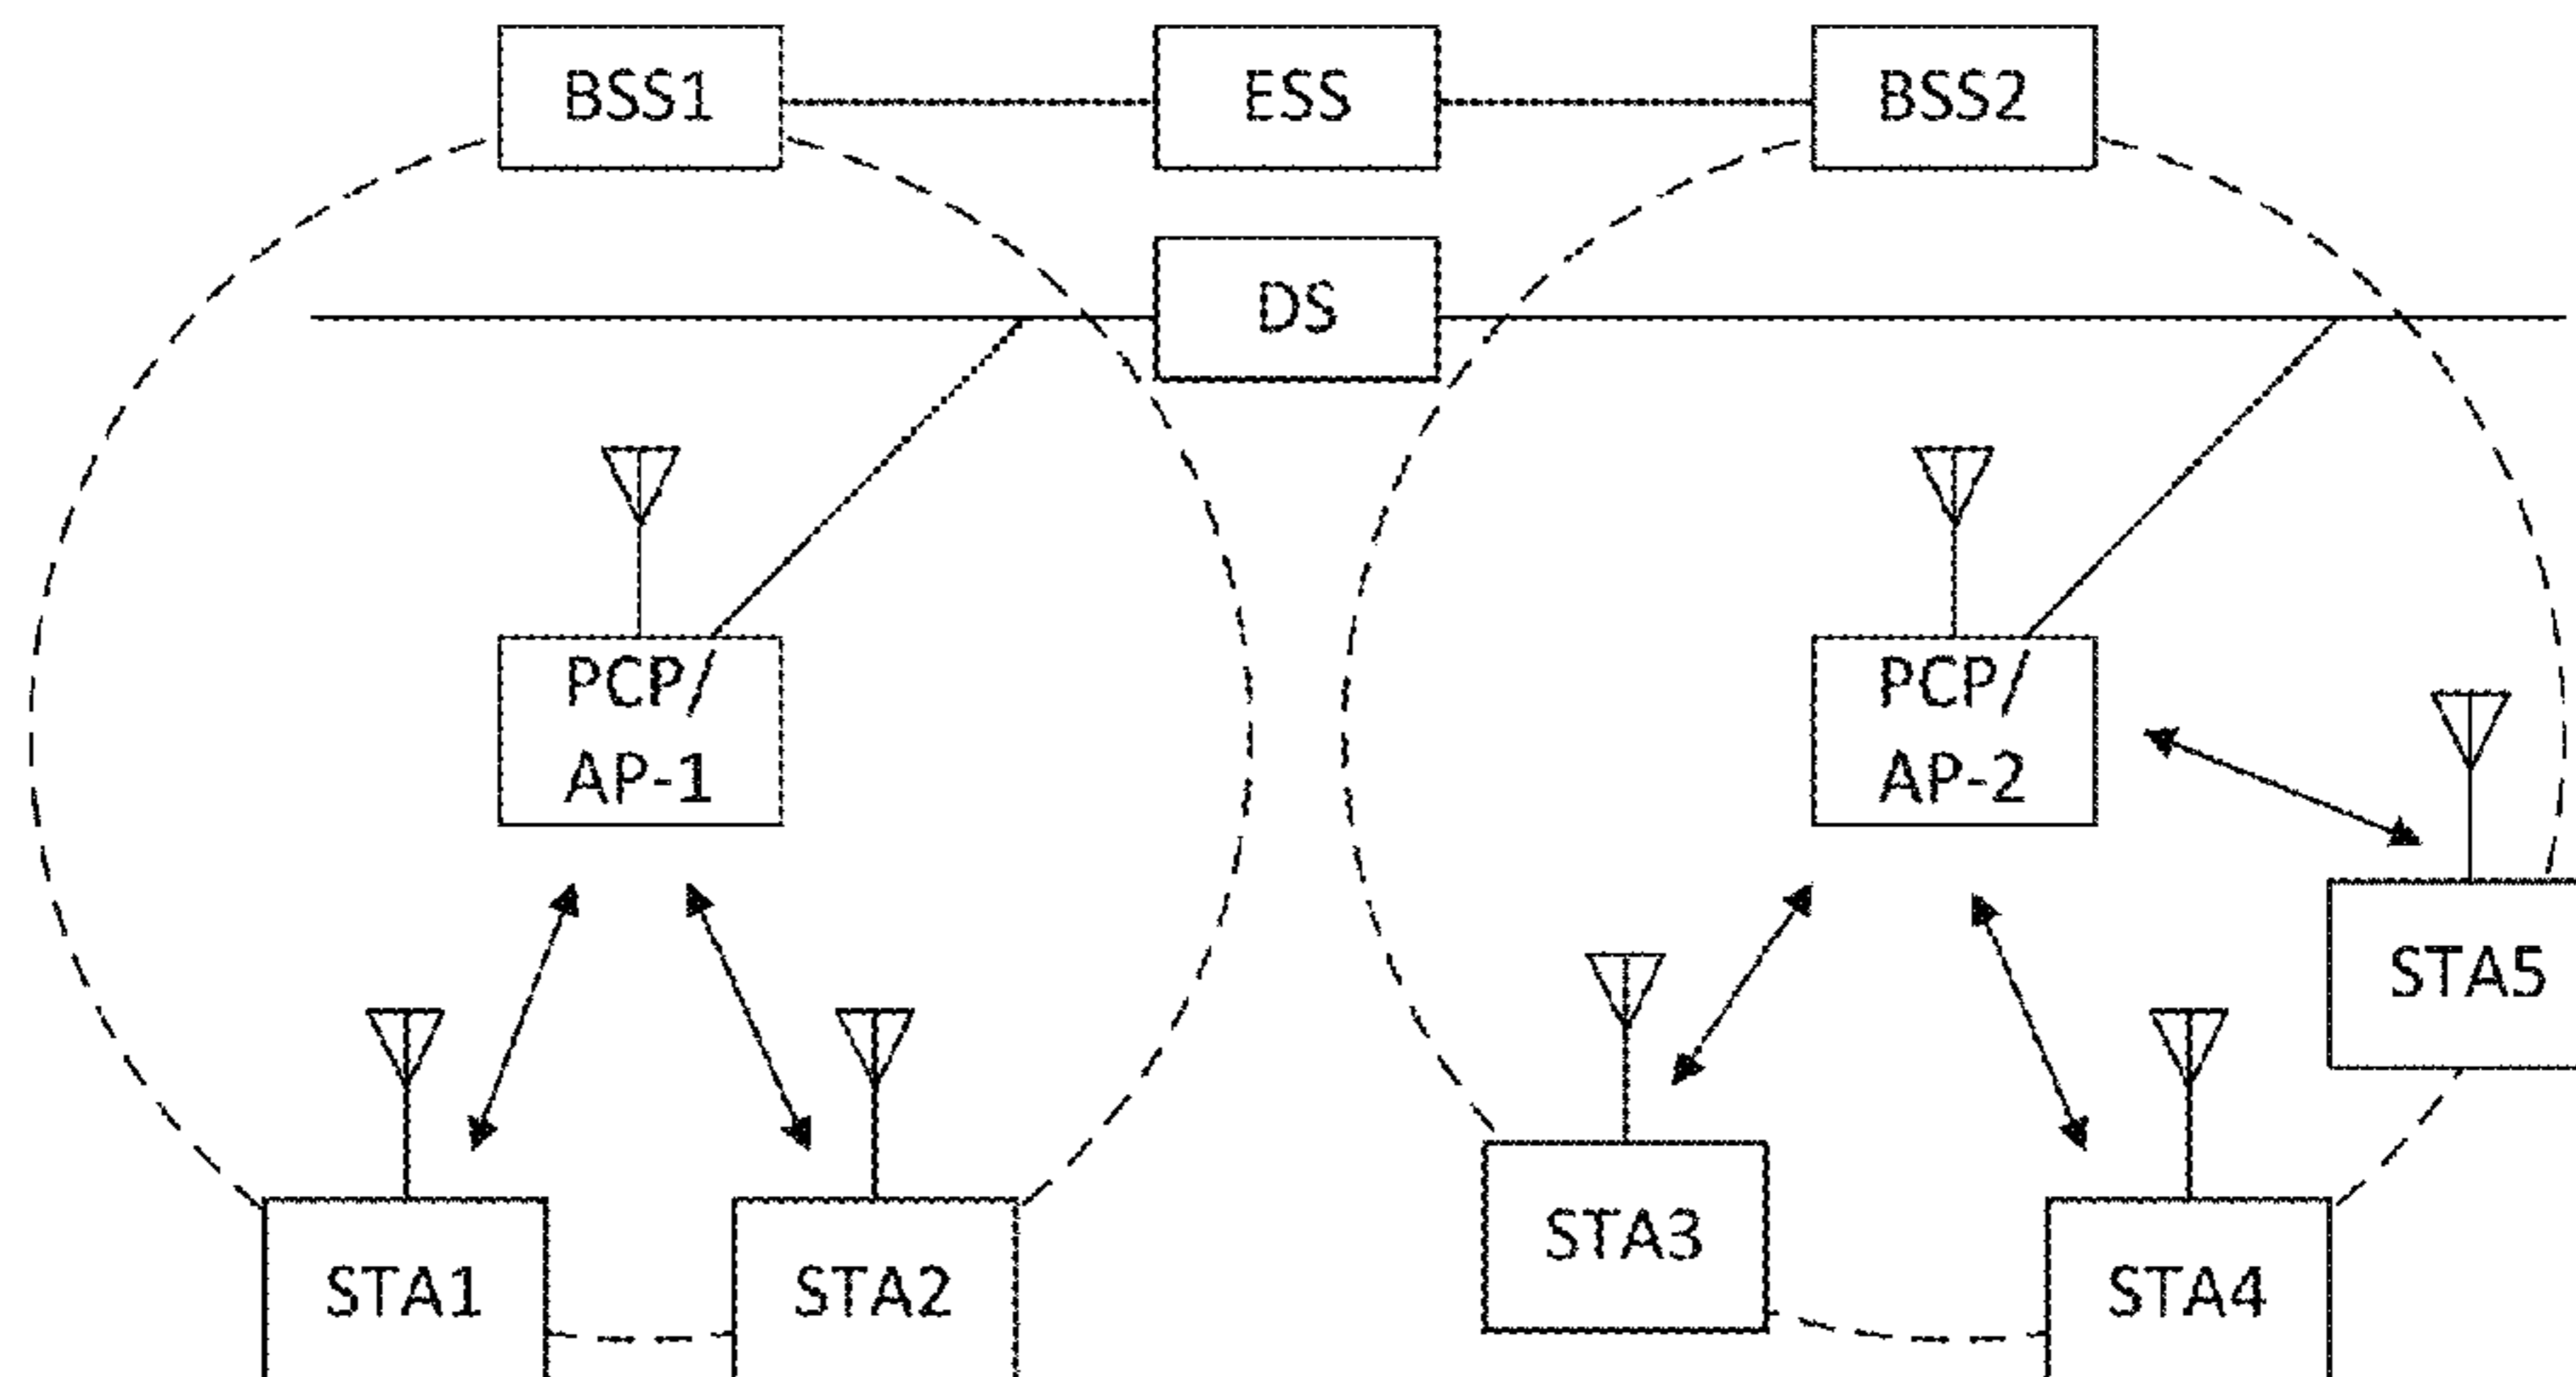 BSS1
ESS
BSS2
DS
PCP/
AP-1
PCP/
AP-2
STA5
STA3
STA1
STA2
STA4